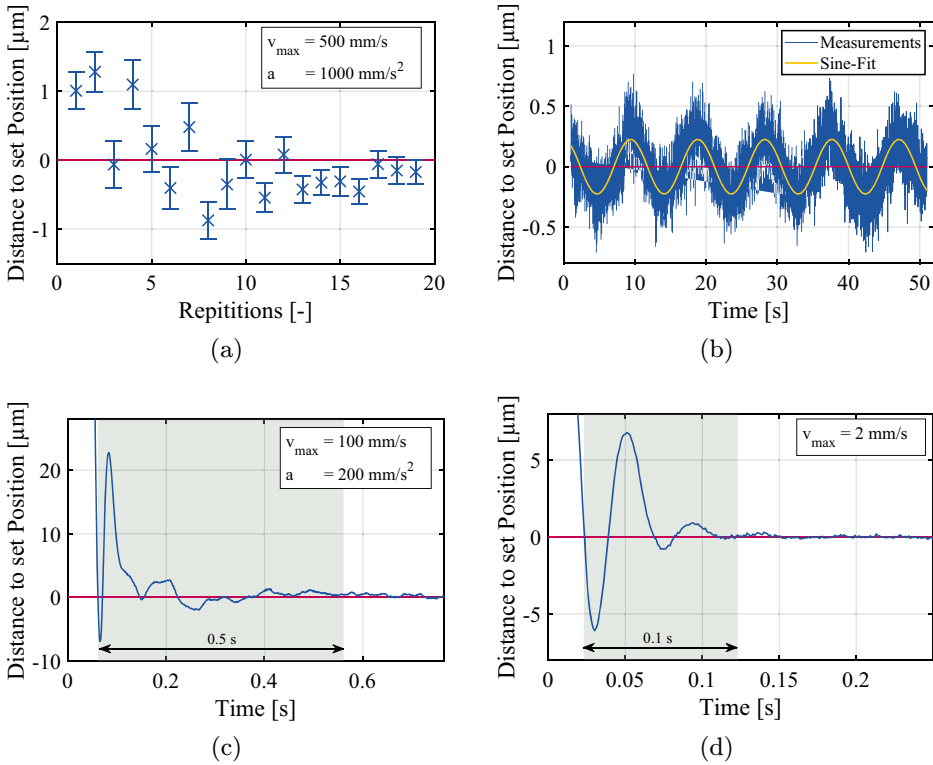 Distance to set Position [µm]
v_max = 500 mm/s
a = 1000 mm/s²
1
0
-1
0 5 10 15 20
Repititions [-]
(a)
Distance to set Position [µm]
Measurements
Sine-Fit
1
0.5
0
-0.5
0 10 20 30 40 50
Time [s]
(b)
Distance to set Position [µm]
v_max = 100 mm/s
a = 200 mm/s²
20
10
0
-10
0.5 s
0 0.2 0.4 0.6
Time [s]
(c)
Distance to set Position [µm]
v_max = 2 mm/s
5
0
-5
0.1 s
0 0.05 0.1 0.15 0.2
Time [s]
(d)